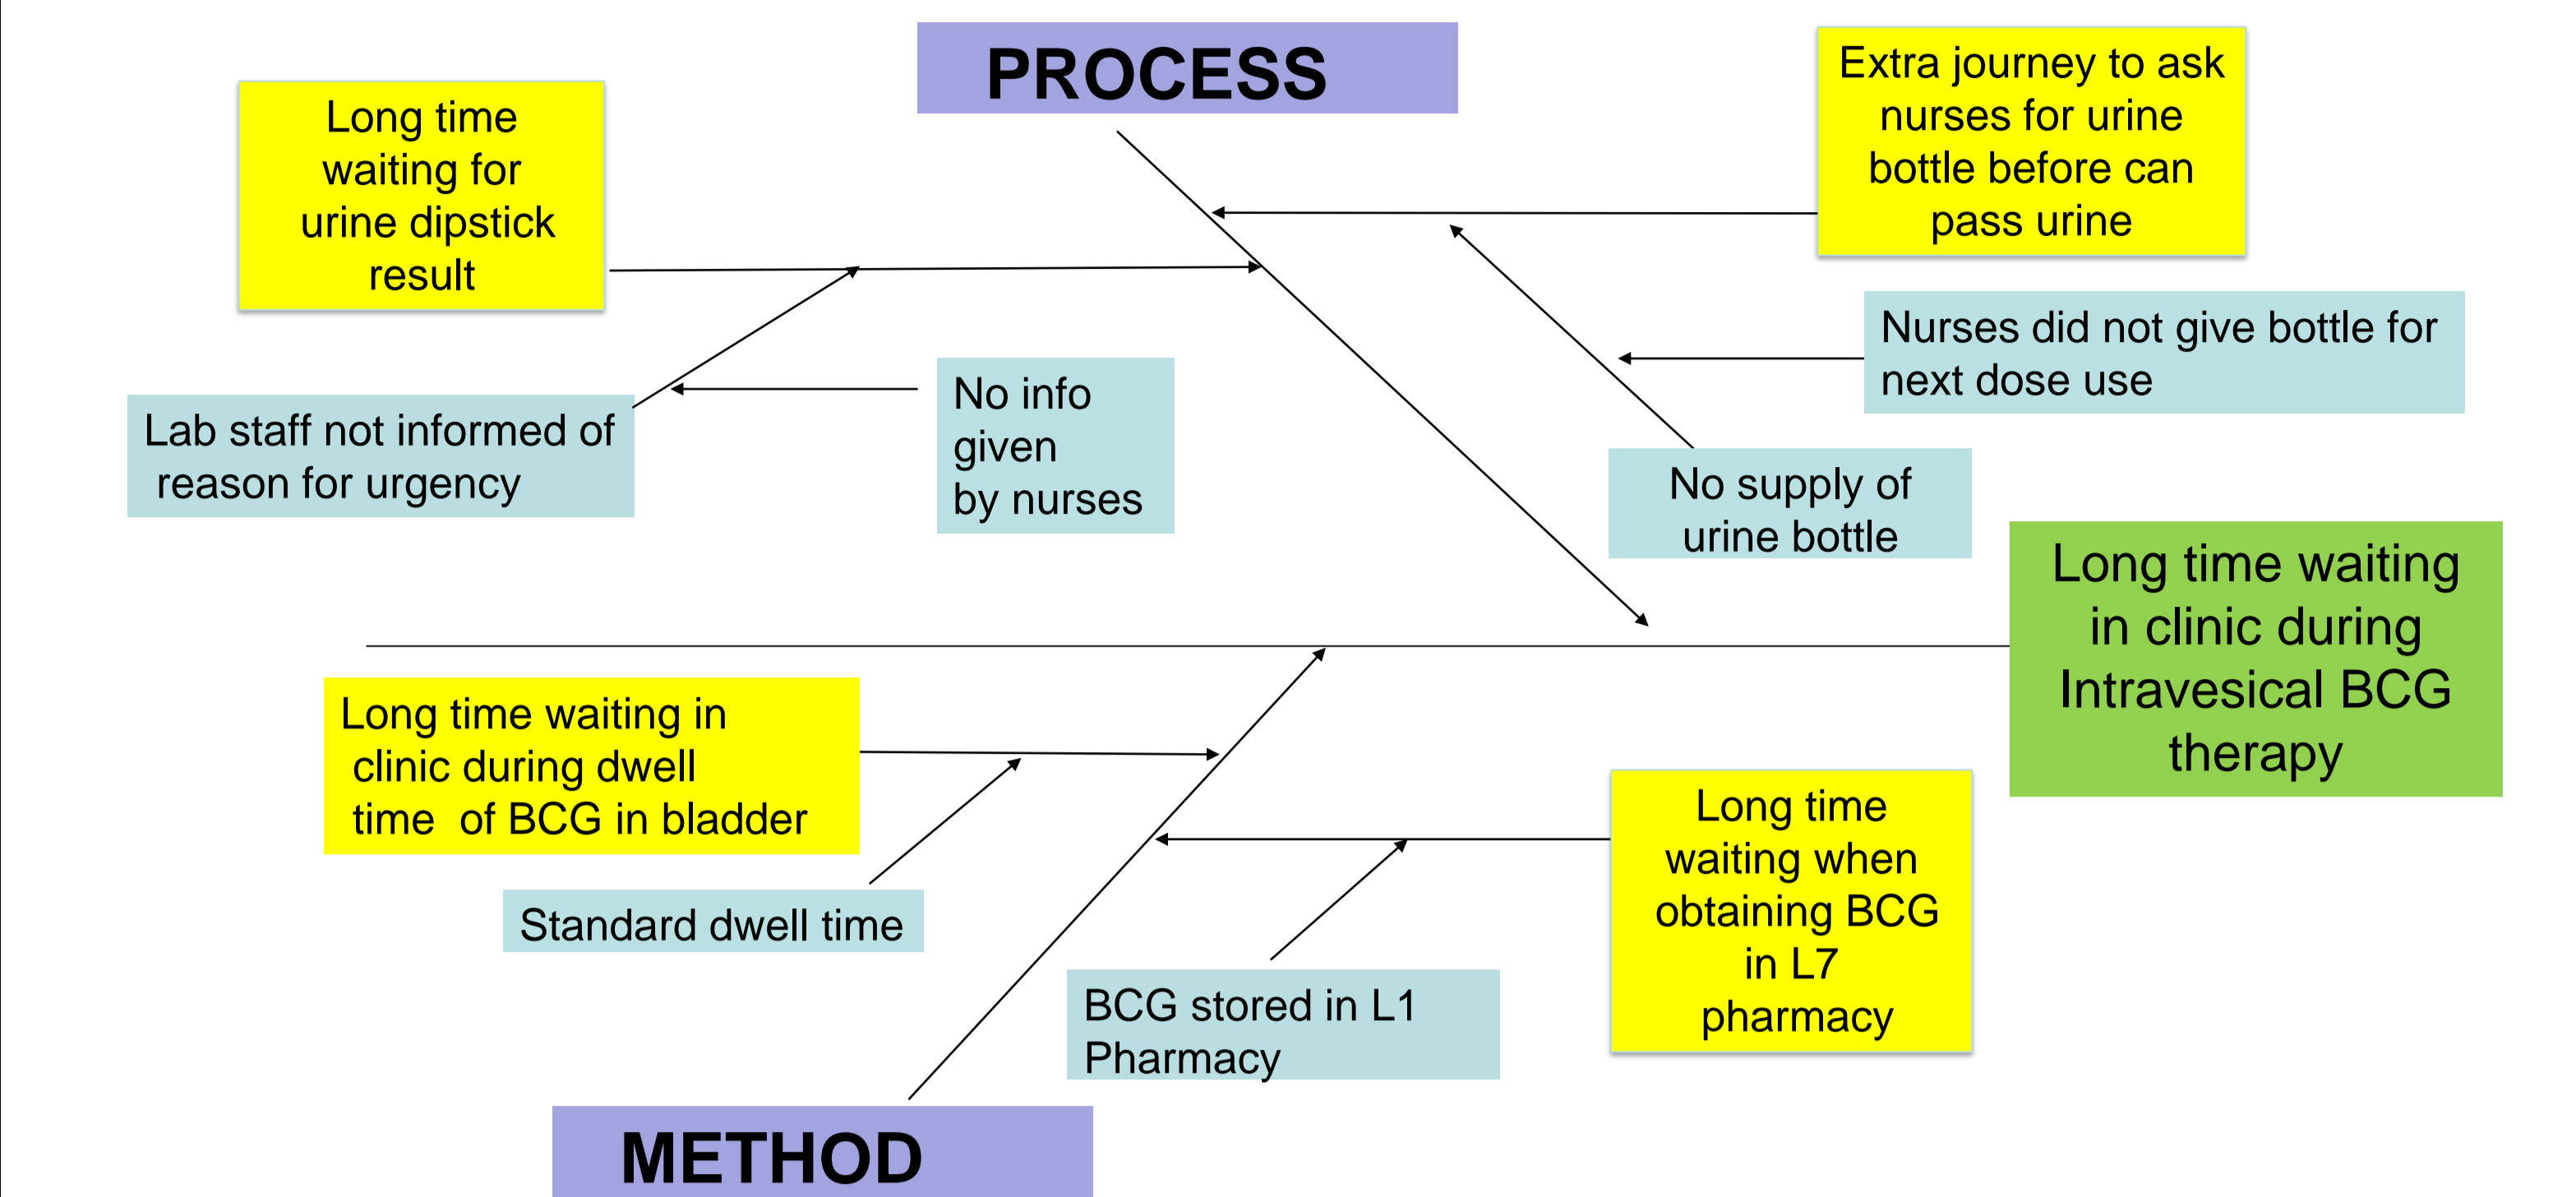 PROCESS
Long time
waiting for
urine dipstick
result
Extra journey to ask
nurses for urine
bottle before can
pass urine
Nurses did not give bottle for
next dose use
No info
given
by nurses
Lab staff not informed of
reason for urgency
No supply of
urine bottle
Long time waiting
in clinic during
Intravesical BCG
therapy
Long time waiting in
clinic during dwell
time of BCG in bladder
Standard dwell time
Long time
waiting when
obtaining BCG
in L7
pharmacy
BCG stored in L1
Pharmacy
METHOD